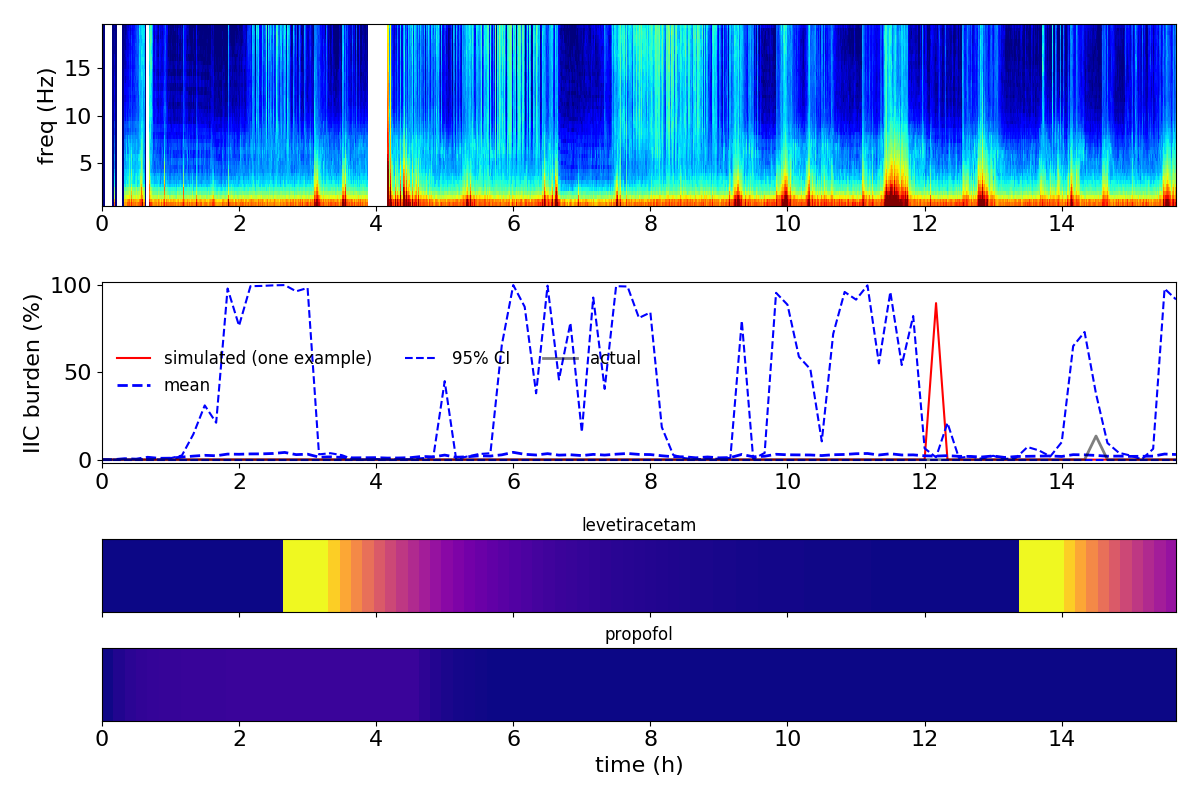 freq (Hz)
15
10
5
0 2 4 6 8 10 12 14
IIC burden (%)
100
50
0
simulated (one example) 95% CI actual
mean
0 2 4 6 8 10 12 14
levetiracetam
propofol
0 2 4 6 8 10 12 14
time (h)